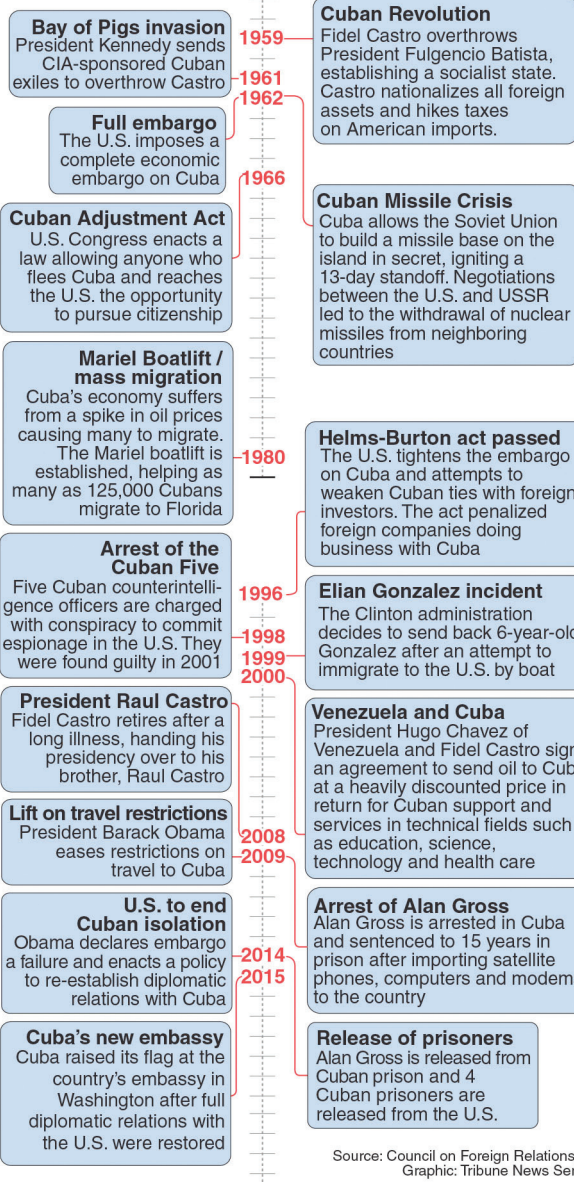 Bay of Pigs invasion
President Kennedy sends
CIA-sponsored Cuban
exiles to overthrow Castro
1959
Cuban Revolution
Fidel Castro overthrows
President Fulgencio Batista,
establishing a socialist state.
Castro nationalizes all foreign
assets and hikes taxes
on American imports.
1961
1962
Full embargo
The U.S. imposes a
complete economic
embargo on Cuba
1966
Cuban Adjustment Act
U.S. Congress enacts a
law allowing anyone who
flees Cuba and reaches
the U.S. the opportunity
to pursue citizenship
Cuban Missile Crisis
Cuba allows the Soviet Union
to build a missile base on the
island in secret, igniting a
13-day standoff. Negotiations
between the U.S. and USSR
led to the withdrawal of nuclear
missiles from neighboring
countries
Mariel Boatlift /
mass migration
Cuba's economy suffers
from a spike in oil prices
causing many to migrate.
The Mariel boatlift is
established, helping as
many as 125,000 Cubans
migrate to Florida
1980
Helms-Burton act passed
The U.S. tightens the embargo
on Cuba and attempts to
weaken Cuban ties with foreign
investors. The act penalized
foreign companies doing
business with Cuba
Arrest of the
Cuban Five
Five Cuban counterintelli-
gence officers are charged
with conspiracy to commit
espionage in the U.S. They
were found guilty in 2001
1996
1998
1999
2000
Elian Gonzalez incident
The Clinton administration
decides to send back 6-year-old
Gonzalez after an attempt to
immigrate to the U.S. by boat
President Raul Castro
Fidel Castro retires after a
long illness, handing his
presidency over to his
brother, Raul Castro
Venezuela and Cuba
President Hugo Chavez of
Venezuela and Fidel Castro sign
an agreement to send oil to Cub
at a heavily discounted price in
return for Cuban support and
services in technical fields such
as education, science,
technology and health care
Lift on travel restrictions
President Barack Obama
eases restrictions on
travel to Cuba
2008
2009
U.S. to end
Cuban isolation
Obama declares embargo
a failure and enacts a policy
to re-establish diplomatic
relations with Cuba
Arrest of Alan Gross
Alan Gross is arrested in Cuba
and sentenced to 15 years in
prison after importing satellite
phones, computers and modem
to the country
2014
2015
Cuba's new embassy
Cuba raised its flag at the
country's embassy in
Washington after full
diplomatic relations with
the U.S. were restored
Release of prisoners
Alan Gross is released from
Cuban prison and 4
Cuban prisoners are
released from the U.S.
Source: Council on Foreign Relations
Graphic: Tribune News Ser